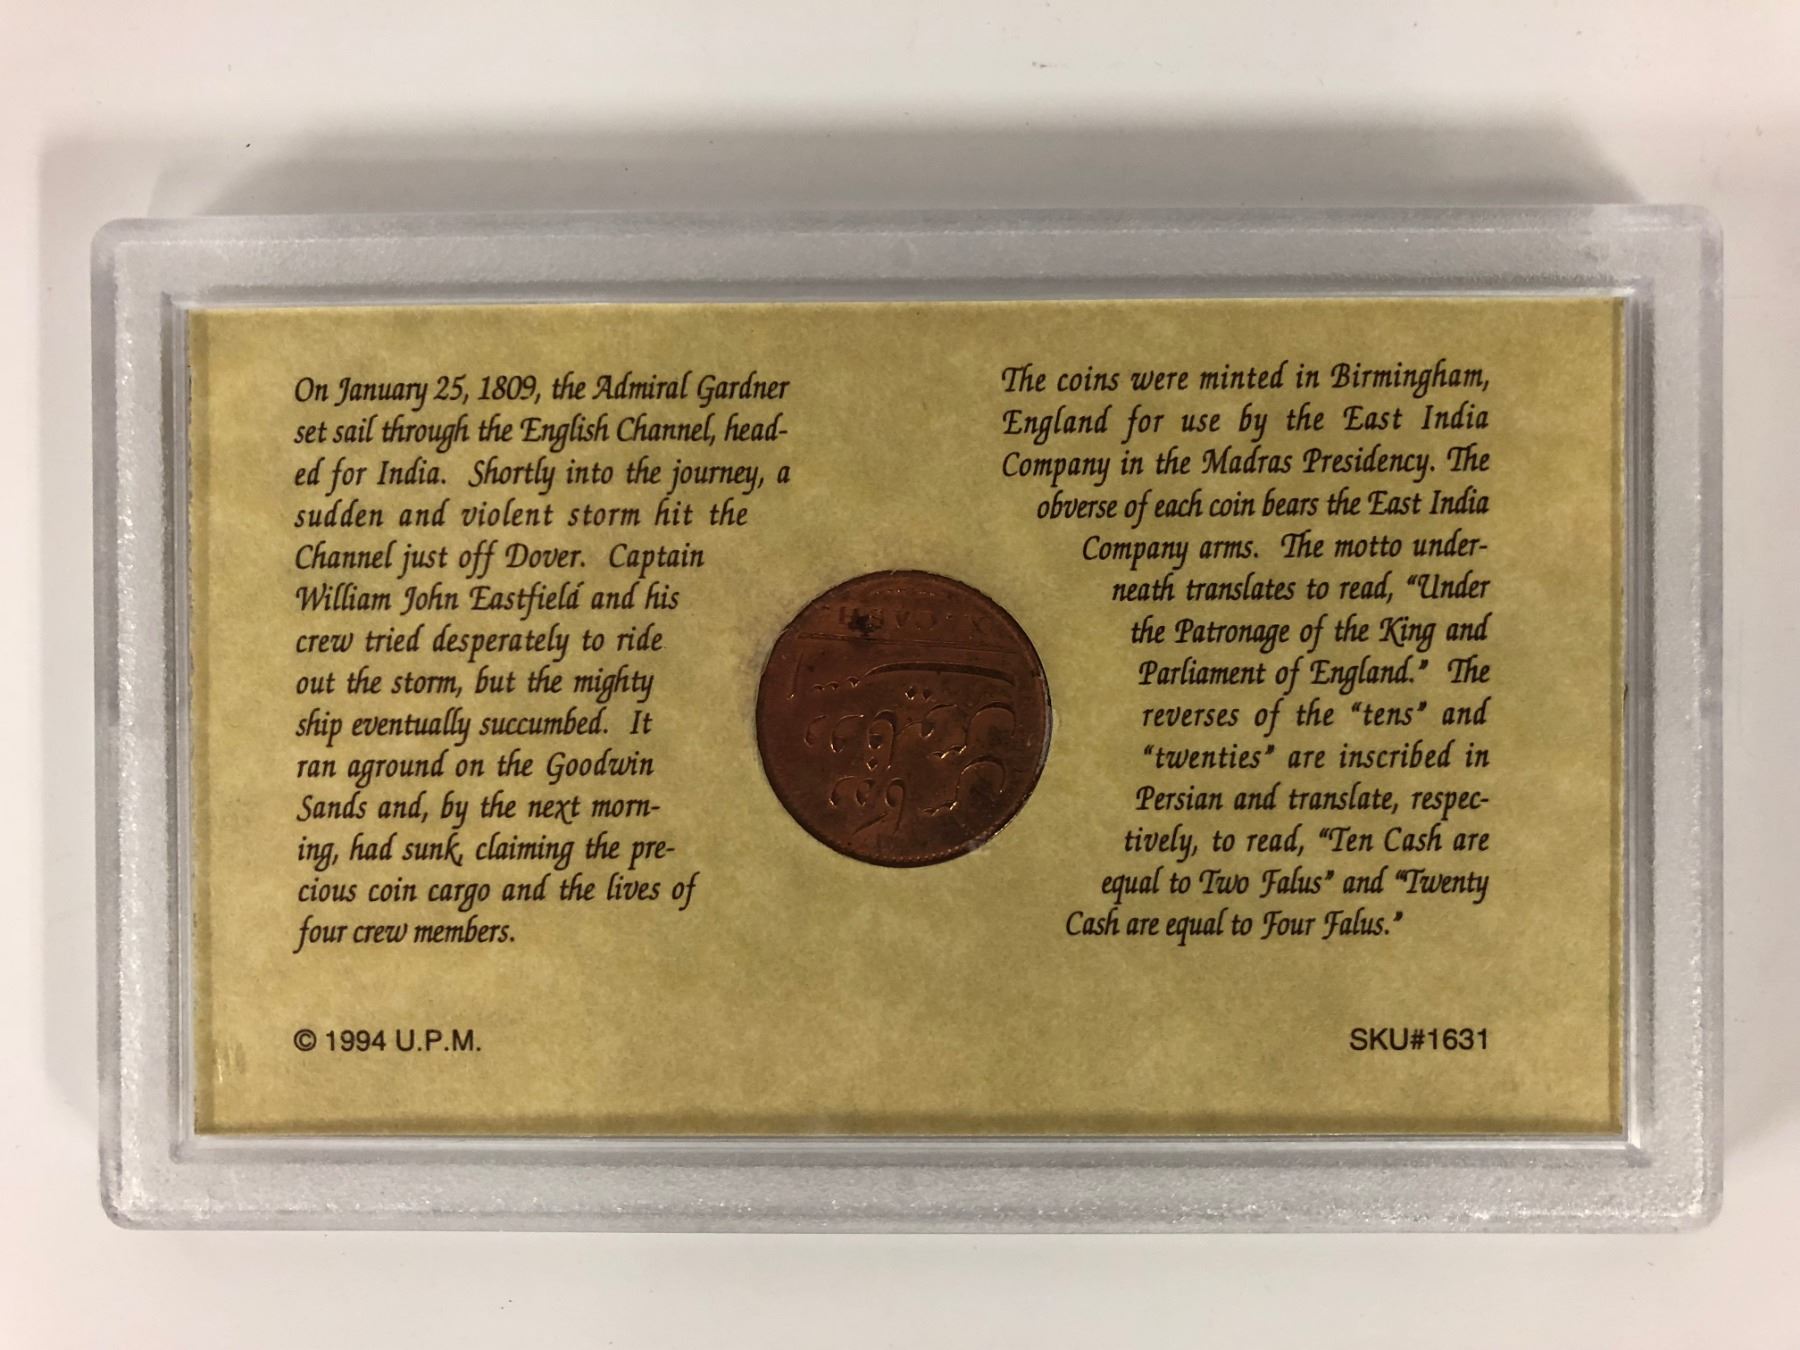 On January 25, 1809, the Admiral Gardner
set sail through the English Channel, head-
ed for India. Shortly into the journey, a
sudden and violent storm hit the
Channel just off Dover. Captain
William John Eastfield and his
crew tried desperately to ride
out the storm, but the mighty
ship eventually succumbed. It
ran aground on the Goodwin
Sands and, by the next morn-
ing, had sunk, claiming the pre-
cious coin cargo and the lives of
four crew members.
© 1994 U.P.M.
The coins were minted in Birmingham,
England for use by the East India
Company in the Madras Presidency. The
obverse of each coin bears the East India
Company arms. The motto under-
neath translates to read, “Under
the Patronage of the King and
Parliament of England.” The
reverses of the “tens” and
“twenties” are inscribed in
Persian and translate, respec-
tively, to read, “Ten Cash are
equal to Two Falus” and “Twenty
Cash are equal to Four Falus.”
SKU#1631
X·CASH